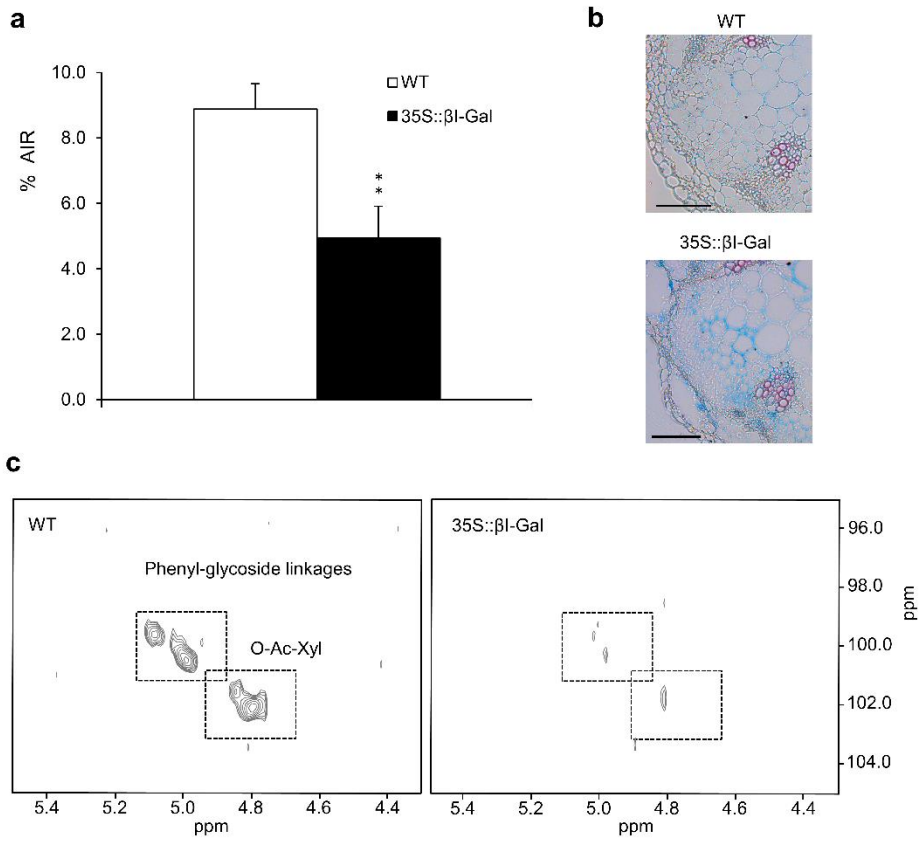 a
10.0
8.0
6.0
4.0
2.0
0.0
% AIR
WT
35S::βI-Gal
**
b
WT
35S::βI-Gal
c
WT
Phenyl-glycoside linkages
O-Ac-Xyl
5.4 5.2 5.0 4.8 4.6 4.4
ppm
35S::βI-Gal
5.4 5.2 5.0 4.8 4.6 4.4
ppm
96.0
98.0
100.0
102.0
104.0
ppm